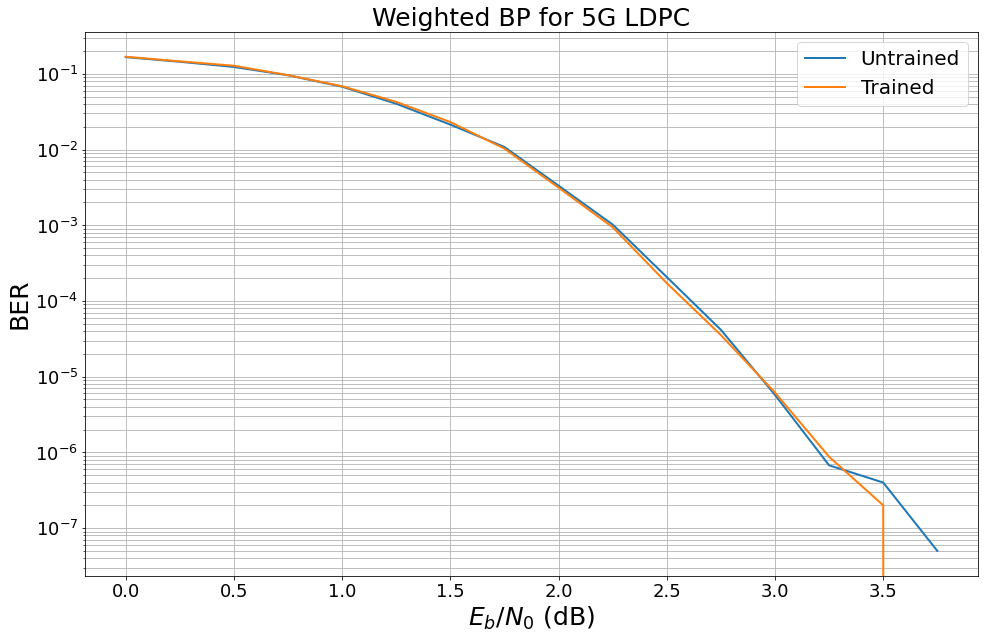 Weighted BP for 5G LDPC
Untrained
Trained
BER
10⁻¹
10⁻²
10⁻³
10⁻⁴
10⁻⁵
10⁻⁶
10⁻⁷
0.0 0.5 1.0 1.5 2.0 2.5 3.0 3.5
E_b/N_0 (dB)